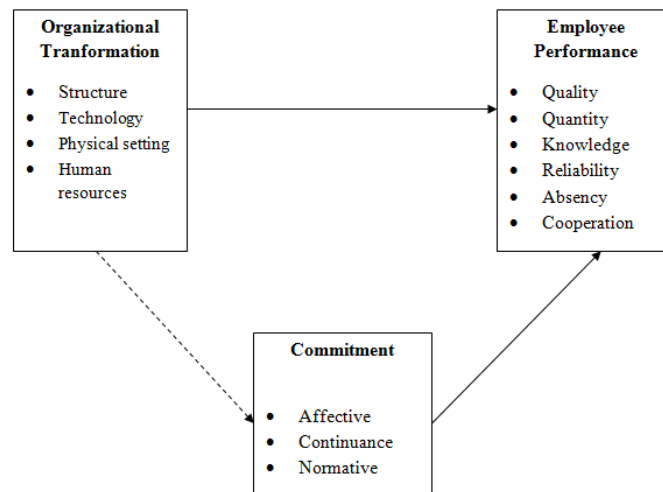 Organizational
Tranformation
• Structure
• Technology
• Physical setting
• Human
resources
Employee
Performance
• Quality
• Quantity
• Knowledge
• Reliability
• Absency
• Cooperation
Commitment
• Affective
• Continuance
• Normative